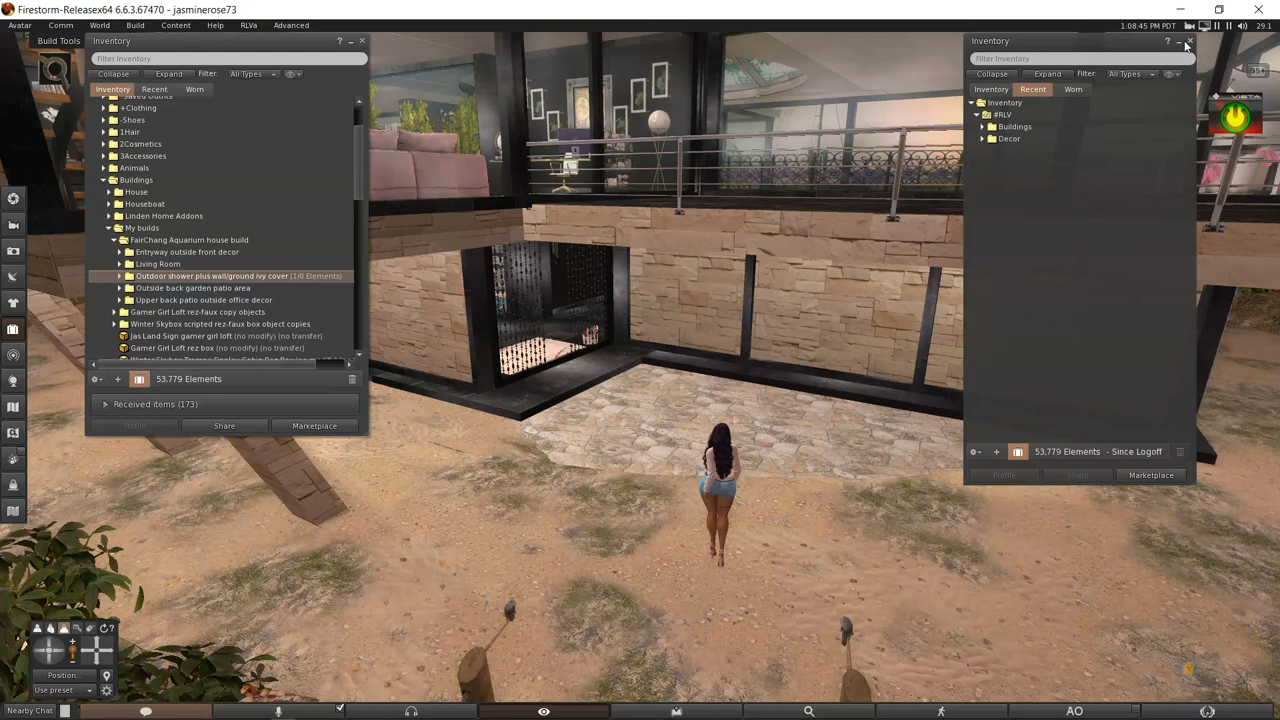 Firestorm-Releasex64 6.6.3.67470 - jasminerose73
Avatar Comm World Build Content Help RLVa Advanced
1:08:45 PM PDT
29.1
Build Tools
Inventory
?
Filter Inventory
Collapse Expand Filter: All Types
Inventory Recent Worn
+Clothing
-Shoes
1Hair
2Cosmetics
3Accessories
Animals
Buildings
House
Houseboat
Linden Home Addons
My builds
FairChang Aquarium house build
Entryway outside front decor
Living Room
Outdoor shower plus wall/ground ivy cover (1/0 Elements)
Outside back garden patio area
Upper back patio outside office decor
Gamer Girl Loft rez-faux copy objects
Winter Skybox scripted rez-faux box object copies
Jas Land Sign gamer girl loft (no modify) (no transfer)
Gamer Girl Loft rez box (no modify) (no transfer)
53,779 Elements
Received items (173)
Profile Share Marketplace
Inventory
?
Filter Inventory
Collapse Expand Filter: All Types
Inventory Recent Worn
Inventory
#RLV
Buildings
Decor
53,779 Elements - Since Logoff
Profile Share Marketplace
99+
VISTA
?
Position...
Use preset
Nearby Chat
AO